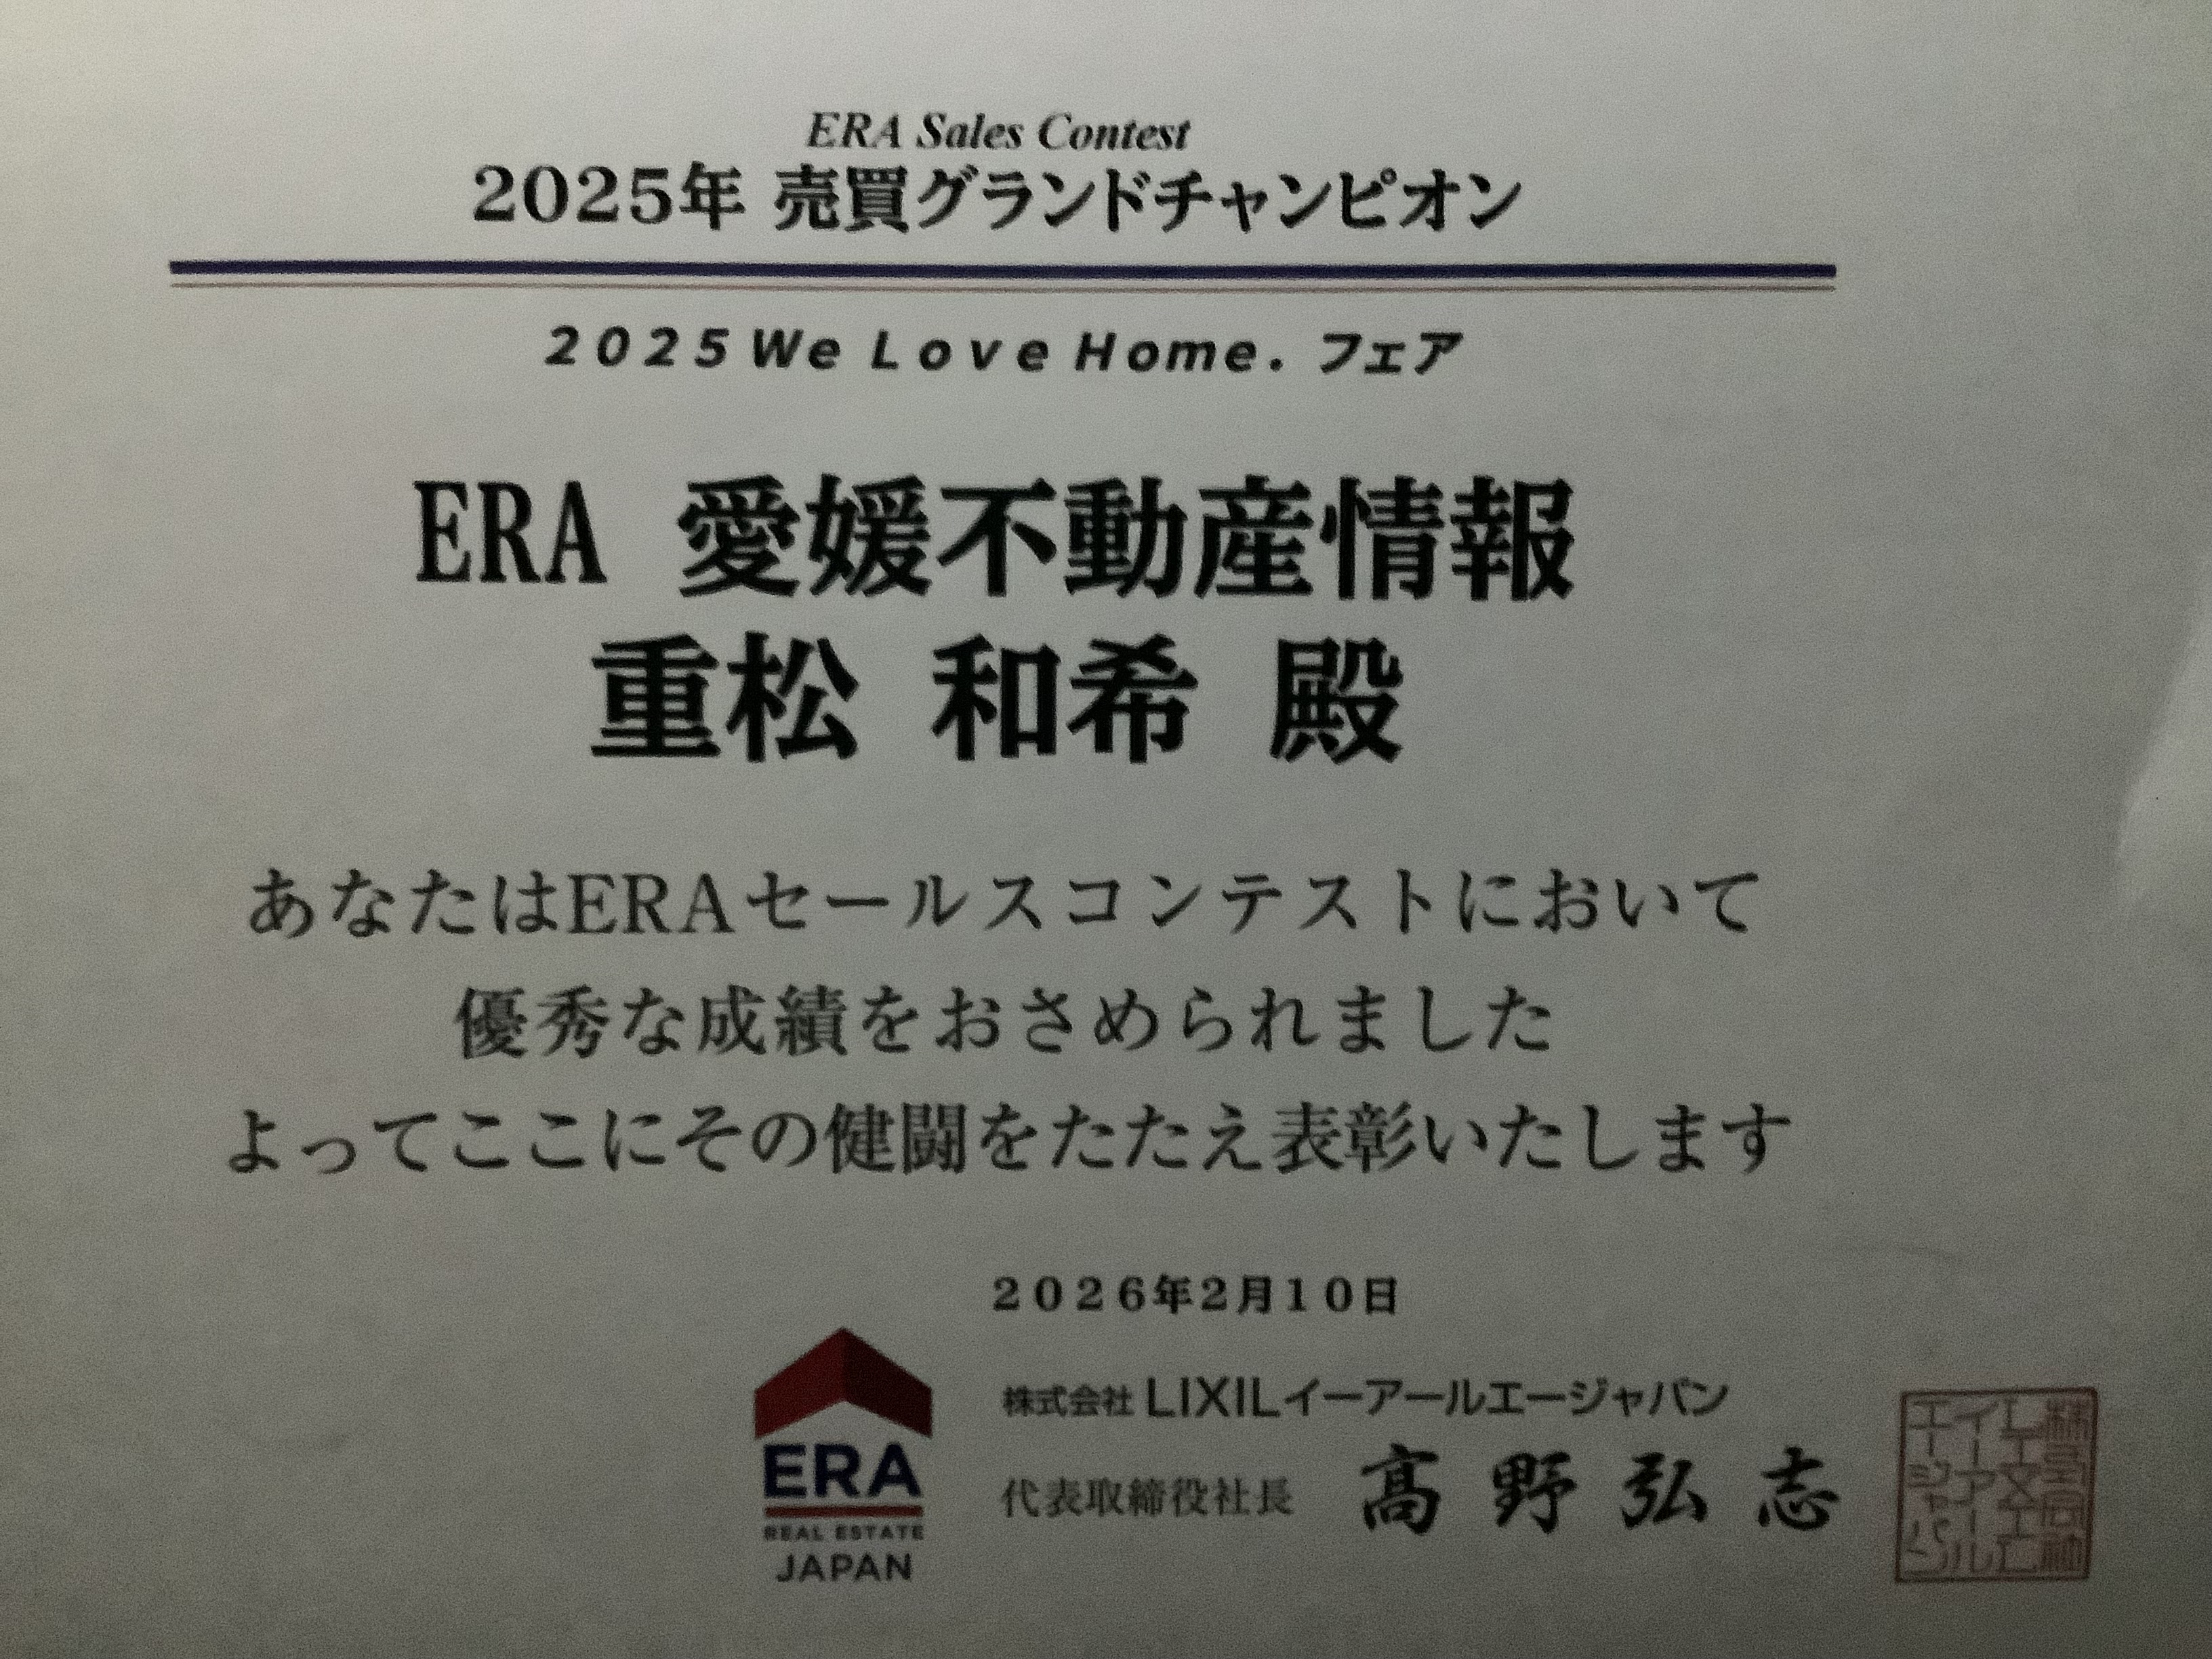 ERA Sales Contest
2025年 売買グランドチャンピオン
2025 We Love Home. フェア
ERA 愛媛不動産情報
重松 和希 殿
あなたはERAセールスコンテストにおいて
優秀な成績をおさめられました
よってここにその健闘をたたえ表彰いたします
2026年2月10日
株式会社 LIXILイーアールエージャパン
代表取締役社長 髙野弘志
ERA
REAL ESTATE
JAPAN